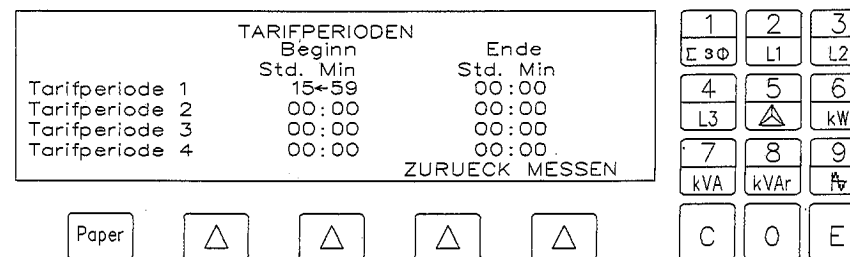 TARIFPERIODEN
Beginn Ende
Std. Min Std. Min
Tarifperiode 1 15←59 00:00
Tarifperiode 2 00:00 00:00
Tarifperiode 3 00:00 00:00
Tarifperiode 4 00:00 00:00
ZURUECK MESSEN
1 2 3
Σ 3Φ L1 L2
4 5 6
L3 kW
7 8 9
kVA kVAr
Paper C O E